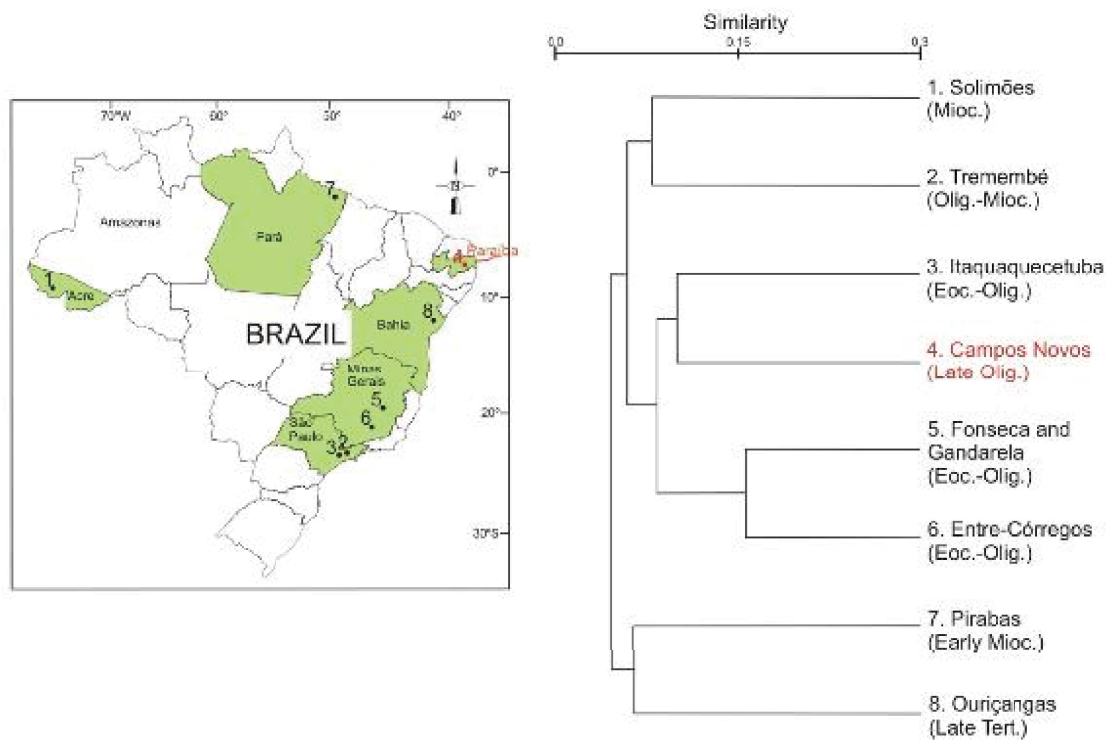 70°W 60° 50° 40°
0°
10°
20°
30°S
N
Amazonas
Pará
7
4 Paraíba
1
Acre
BRAZIL
Bahia
8
Minas
Gerais
5
6
São
Paulo
3 2
Similarity
0,0 0,15 0,3
1. Solimões
(Mioc.)
2. Tremembé
(Olig.-Mioc.)
3. Itaquaquecetuba
(Eoc.-Olig.)
4. Campos Novos
(Late Olig.)
5. Fonseca and
Gandarela
(Eoc.-Olig.)
6. Entre-Córregos
(Eoc.-Olig.)
7. Pirabas
(Early Mioc.)
8. Ouriçangas
(Late Tert.)